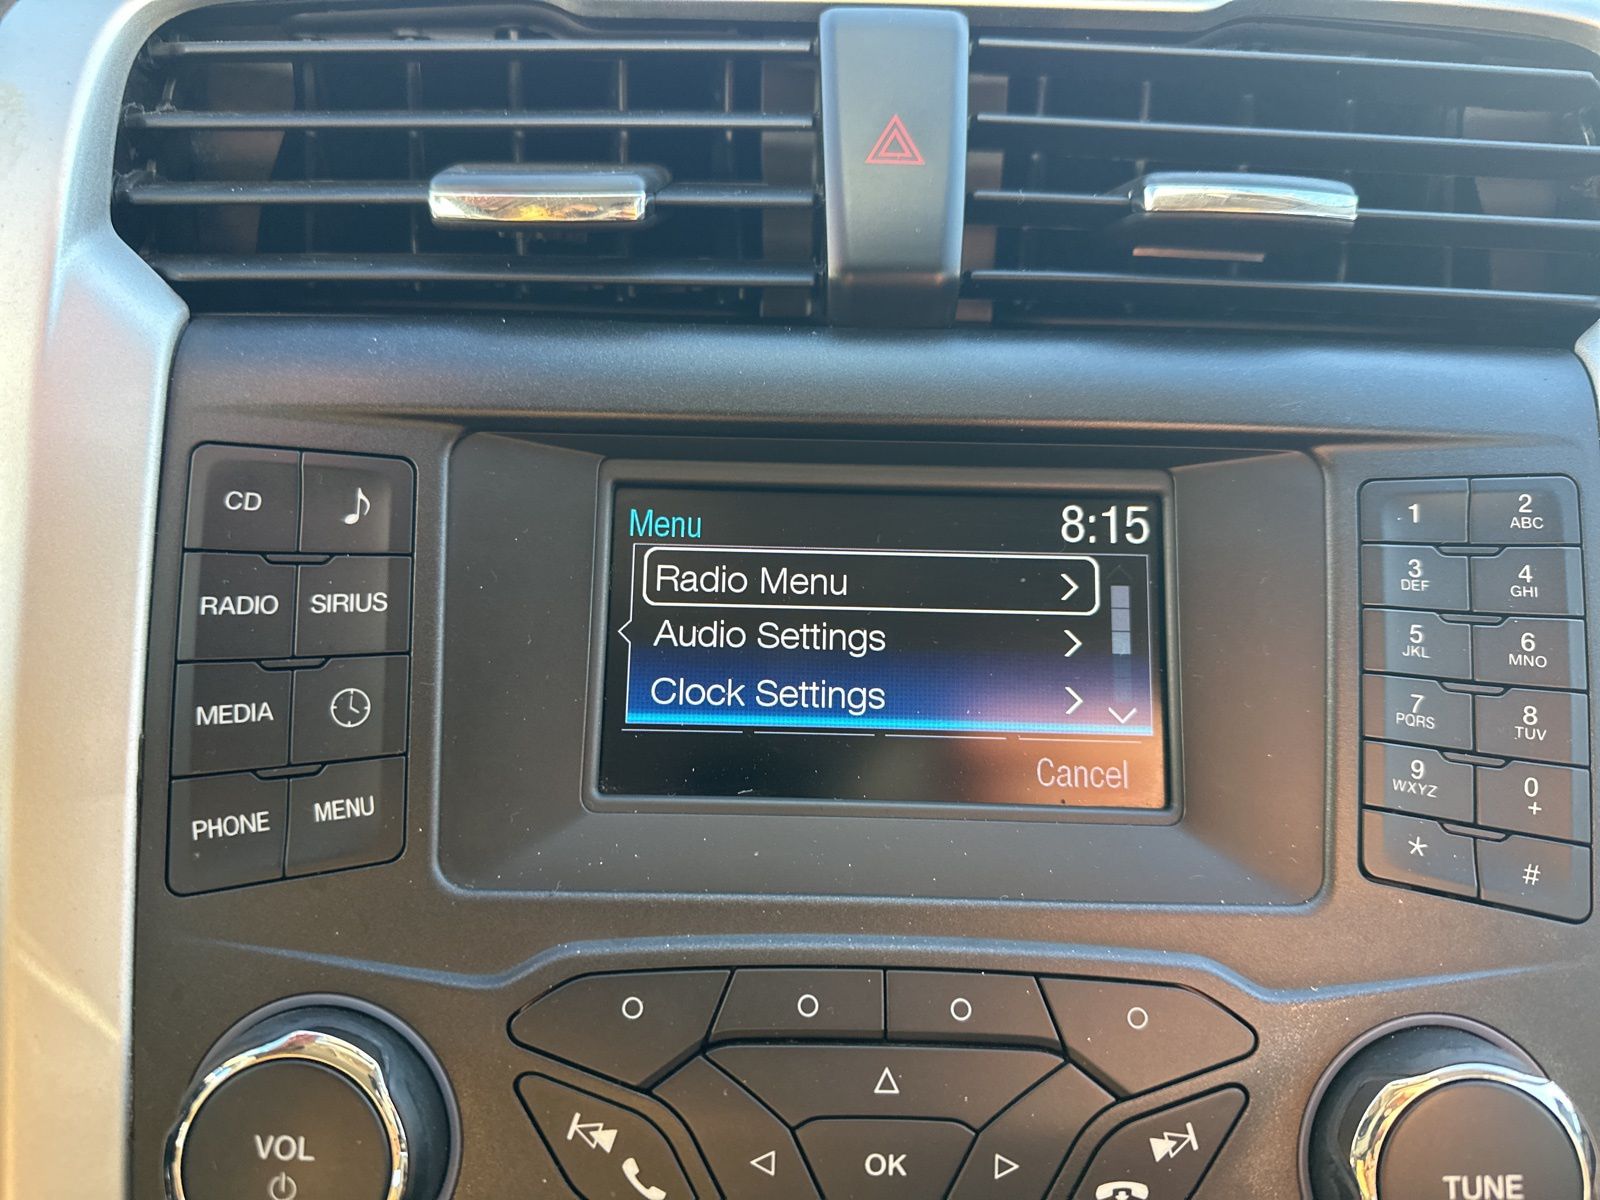 CD
RADIO SIRIUS
MEDIA
PHONE MENU
Menu 8:15
Radio Menu >
Audio Settings >
Clock Settings >
Cancel
1 2 ABC
3 DEF 4 GHI
5 JKL 6 MNO
7 PQRS 8 TUV
9 WXYZ 0 +
* #
VOL
OK
TUNE